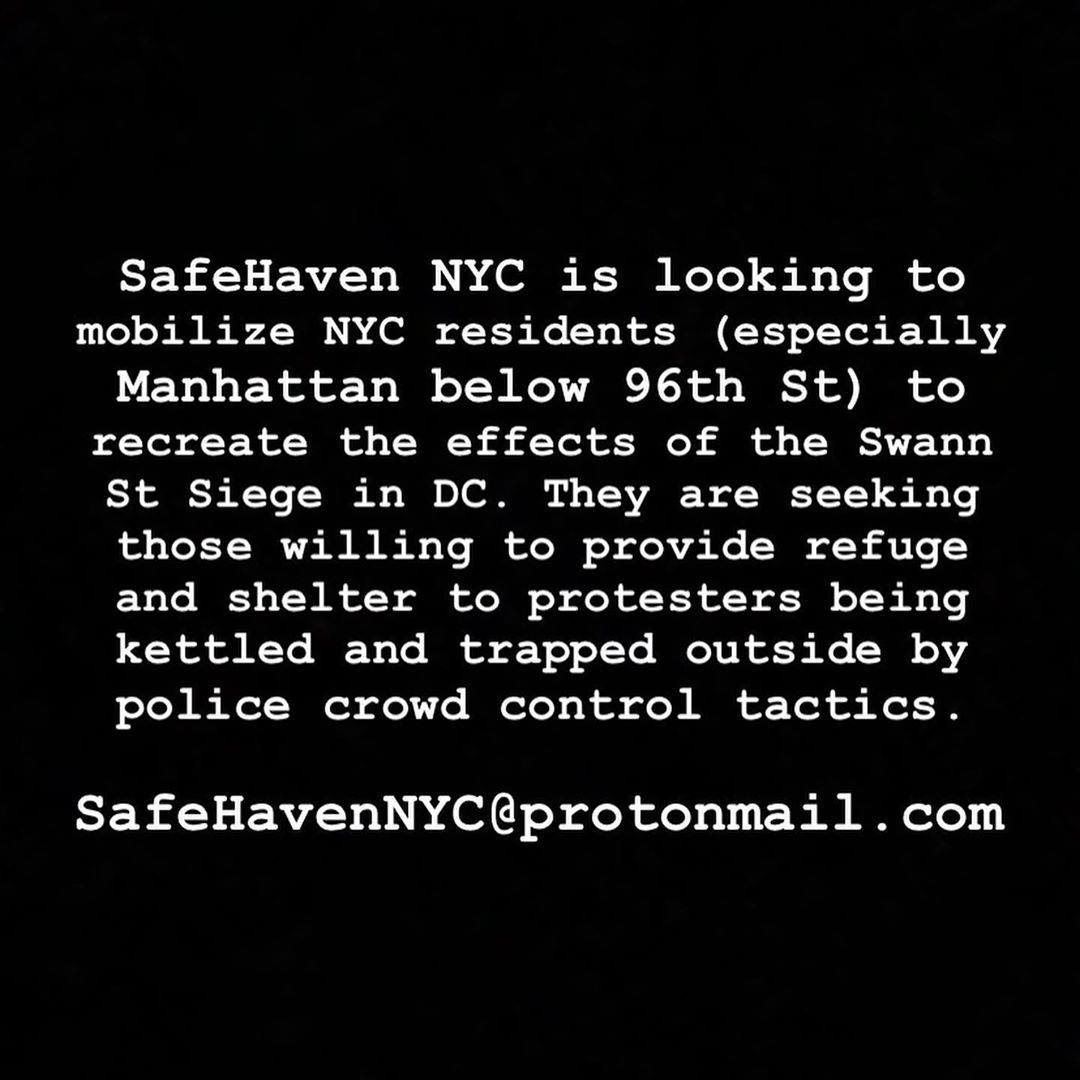 SafeHaven NYC is looking to
mobilize NYC residents (especially
Manhattan below 96th St) to
recreate the effects of the Swann
St Siege in DC. They are seeking
those willing to provide refuge
and shelter to protesters being
kettled and trapped outside by
police crowd control tactics.
SafeHavenNYC@protonmail.com